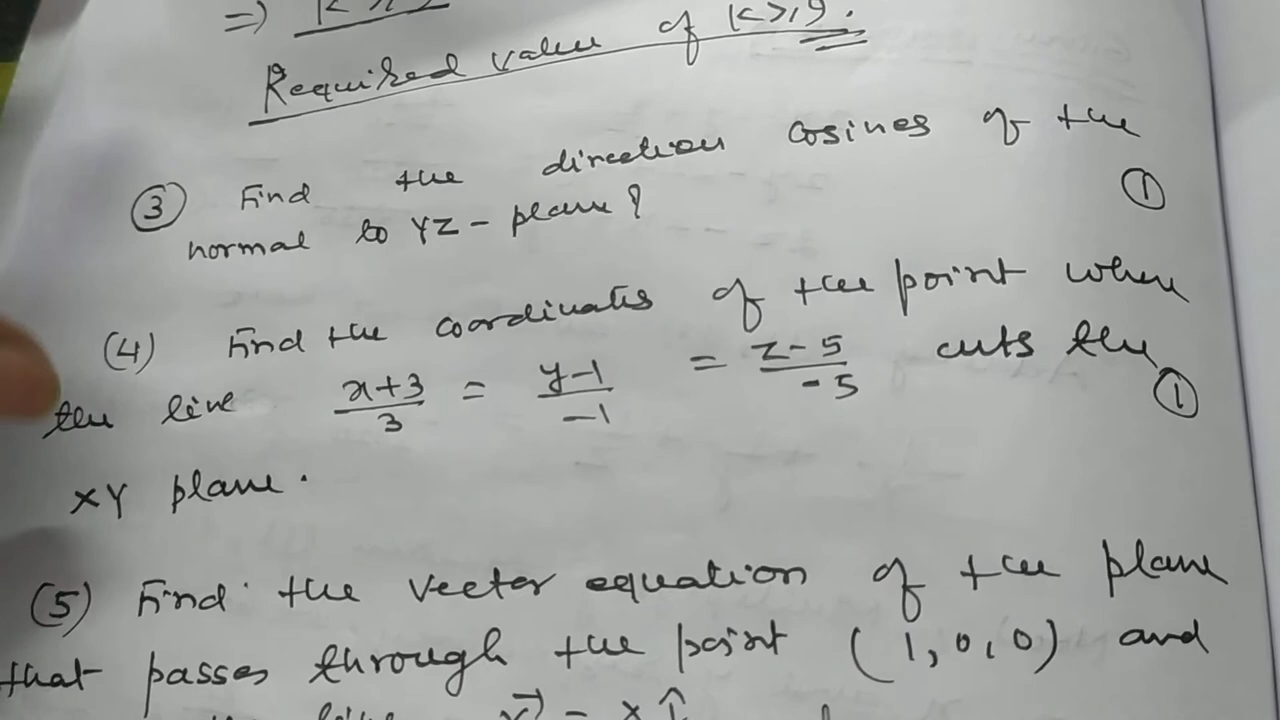 Required value of K>,9.
(3) Find the direction cosines of the
normal to YZ-plane? (1)
(4) Find the coordinates of the point where
the line x+3/3 = y-1/-1 = z-5/-5 cuts the (1)
XY plane.
(5) Find the vector equation of the plane
that passes through the point (1,0,0) and